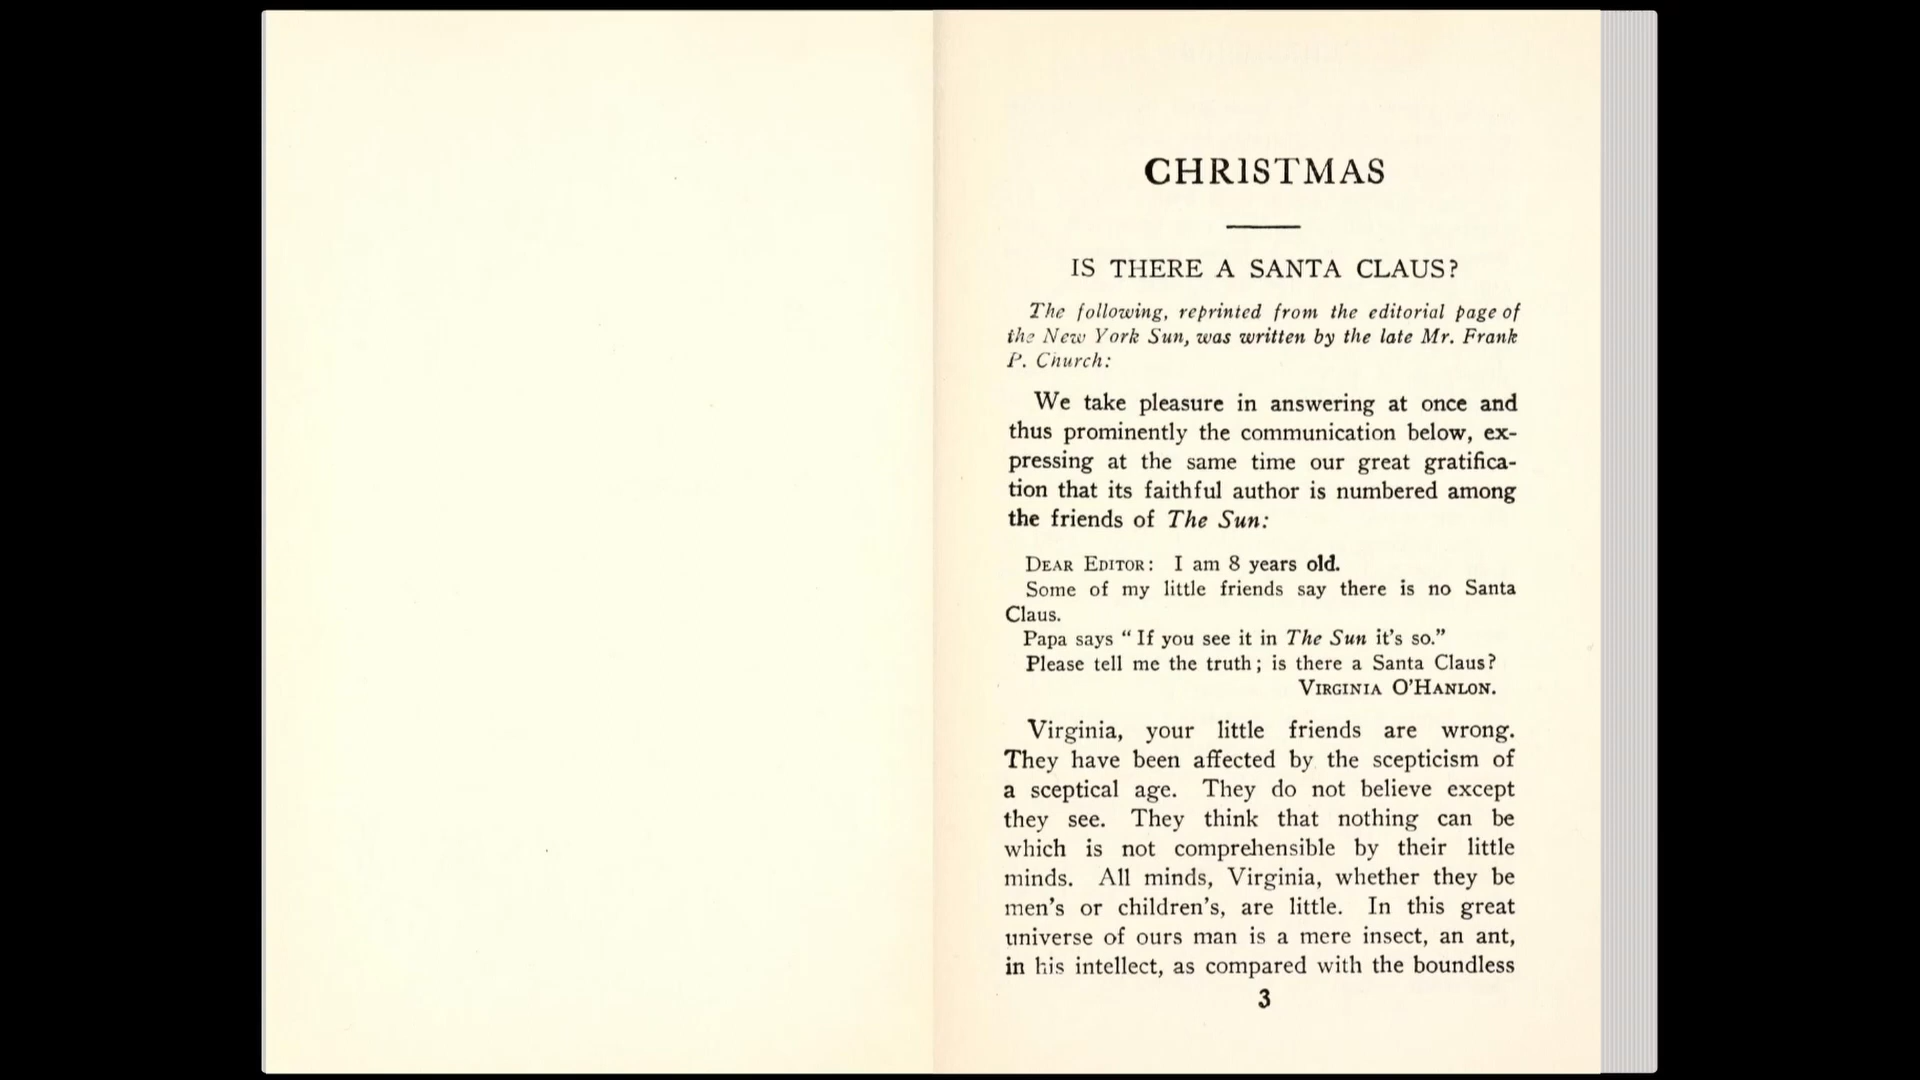 CHRISTMAS
IS THERE A SANTA CLAUS?
The following, reprinted from the editorial page of
the New York Sun, was written by the late Mr. Frank
P. Church:
We take pleasure in answering at once and
thus prominently the communication below, ex-
pressing at the same time our great gratifica-
tion that its faithful author is numbered among
the friends of The Sun:
DEAR EDITOR: I am 8 years old.
Some of my little friends say there is no Santa
Claus.
Papa says “ If you see it in The Sun it’s so.”
Please tell me the truth; is there a Santa Claus?
VIRGINIA O’HANLON.
Virginia, your little friends are wrong.
They have been affected by the scepticism of
a sceptical age. They do not believe except
they see. They think that nothing can be
which is not comprehensible by their little
minds. All minds, Virginia, whether they be
men’s or children’s, are little. In this great
universe of ours man is a mere insect, an ant,
in his intellect, as compared with the boundless
3